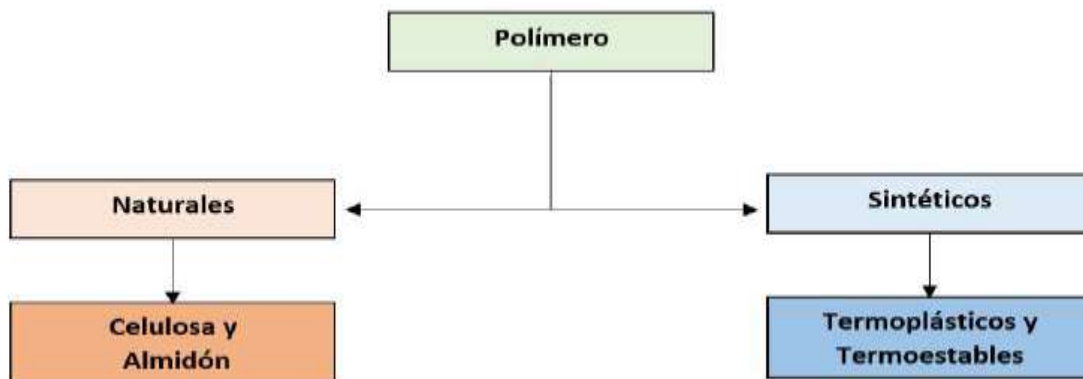 Polímero
Naturales
Sintéticos
Celulosa y
Almidón
Termoplásticos y
Termoestables